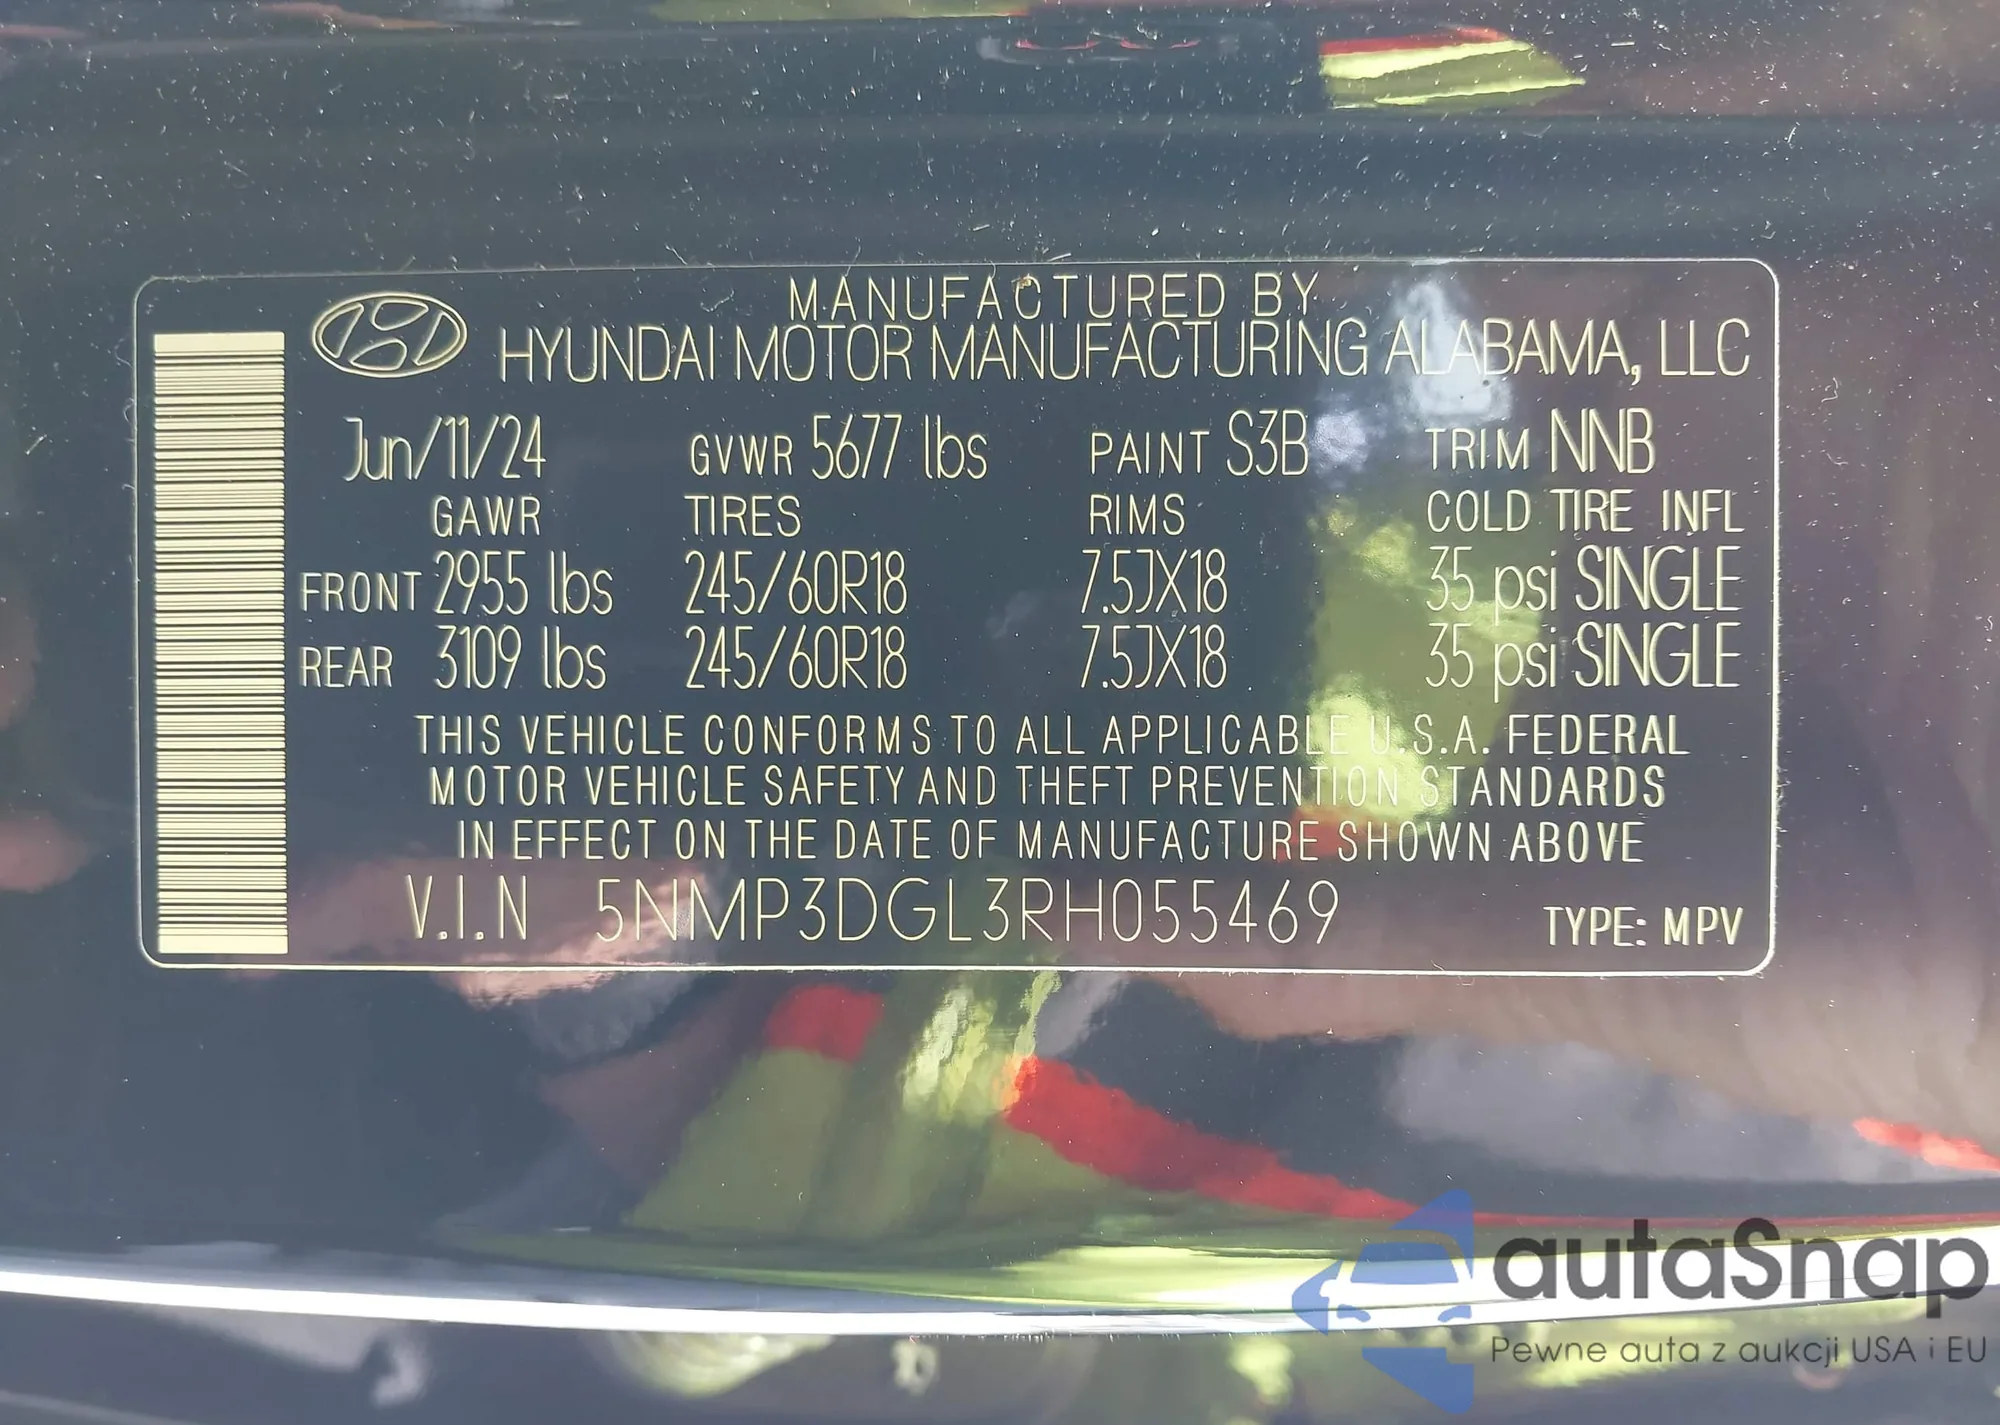 MANUFACTURED BY
HYUNDAI MOTOR MANUFACTURING ALABAMA, LLC
Jun/11/24 GVWR 5677 lbs PAINT S3B TRIM NNB
GAWR TIRES RIMS COLD TIRE INFL
FRONT 2955 lbs 245/60R18 7.5JX18 35 psi SINGLE
REAR 3109 lbs 245/60R18 7.5JX18 35 psi SINGLE
THIS VEHICLE CONFORMS TO ALL APPLICABLE U.S.A. FEDERAL
MOTOR VEHICLE SAFETY AND THEFT PREVENTION STANDARDS
IN EFFECT ON THE DATE OF MANUFACTURE SHOWN ABOVE
V.I.N 5NMP3DGL3RH055469 TYPE: MPV
autaSnap
Pewne auta z aukcji USA i EU